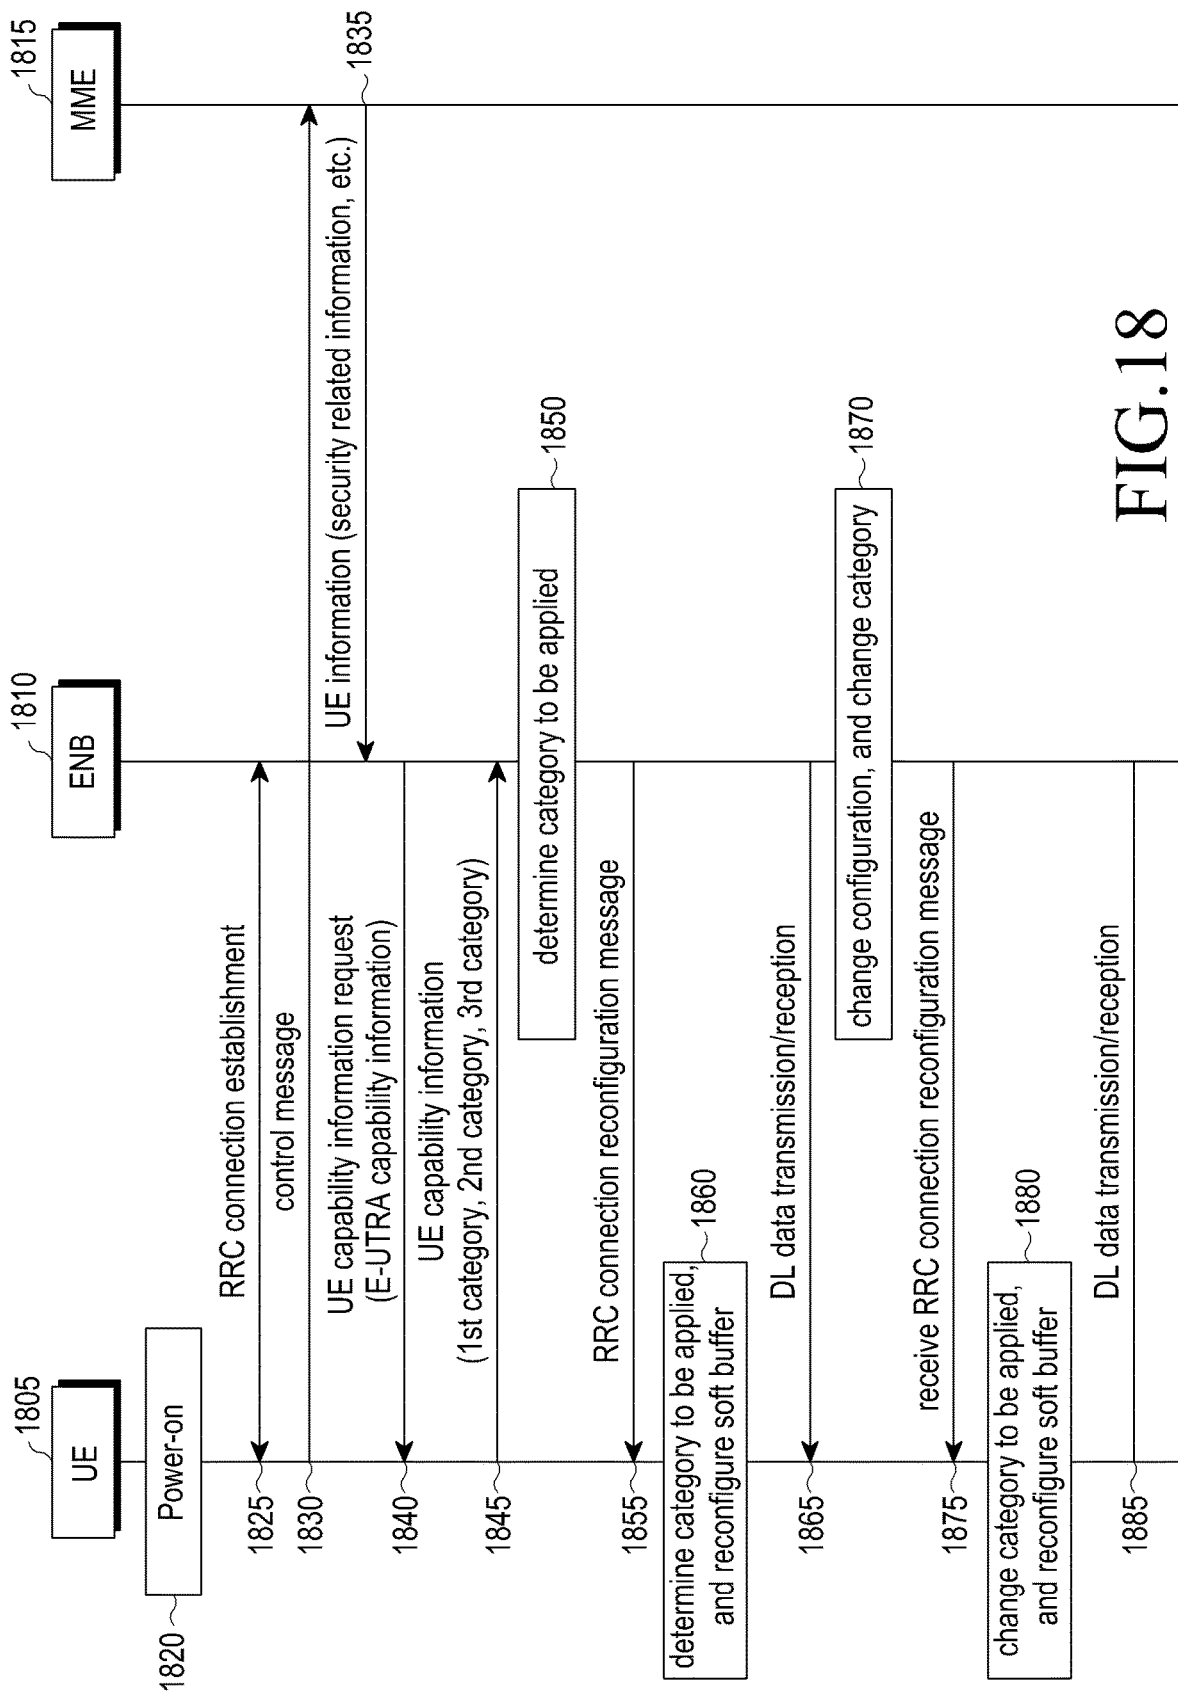 1805
UE
1810
ENB
1815
MME
1820
Power-on
1825
RRC connection establishment
1830
control message
UE information (security related information, etc.)
1835
1840
UE capability information request
(E-UTRA capability information)
1845
UE capability information
(1st category, 2nd category, 3rd category)
determine category to be applied
1850
1855
RRC connection reconfiguration message
determine category to be applied,
and reconfigure soft buffer
1860
1865
DL data transmission/reception
change configuration, and change category
1870
1875
receive RRC connection reconfiguration message
change category to be applied,
and reconfigure soft buffer
1880
1885
DL data transmission/reception
FIG.18